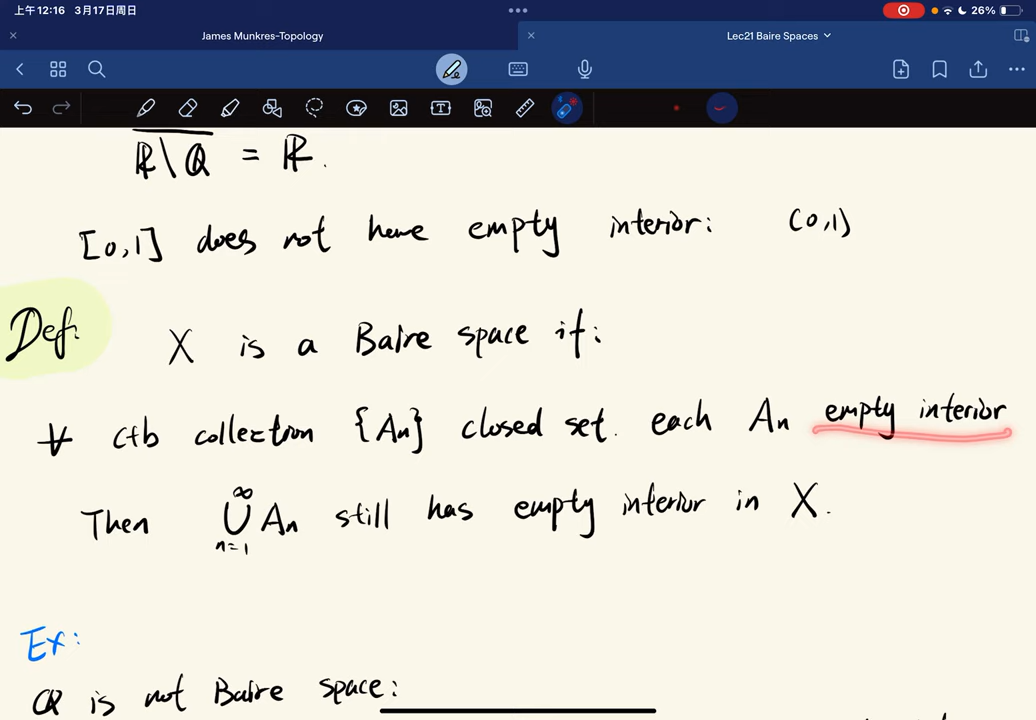 上午12:16 3月17日周日
26%
James Munkres-Topology
Lec21 Baire Spaces
\overline{ℝ\ℚ} = ℝ.
[0,1] does not have empty interior: (0,1)
Def: X is a Baire space if:
∀ ctb collection {An} closed set. each An empty interior
Then ∞⋃n=1 An still has empty interior in X.
Ex:
ℚ is not Baire space: